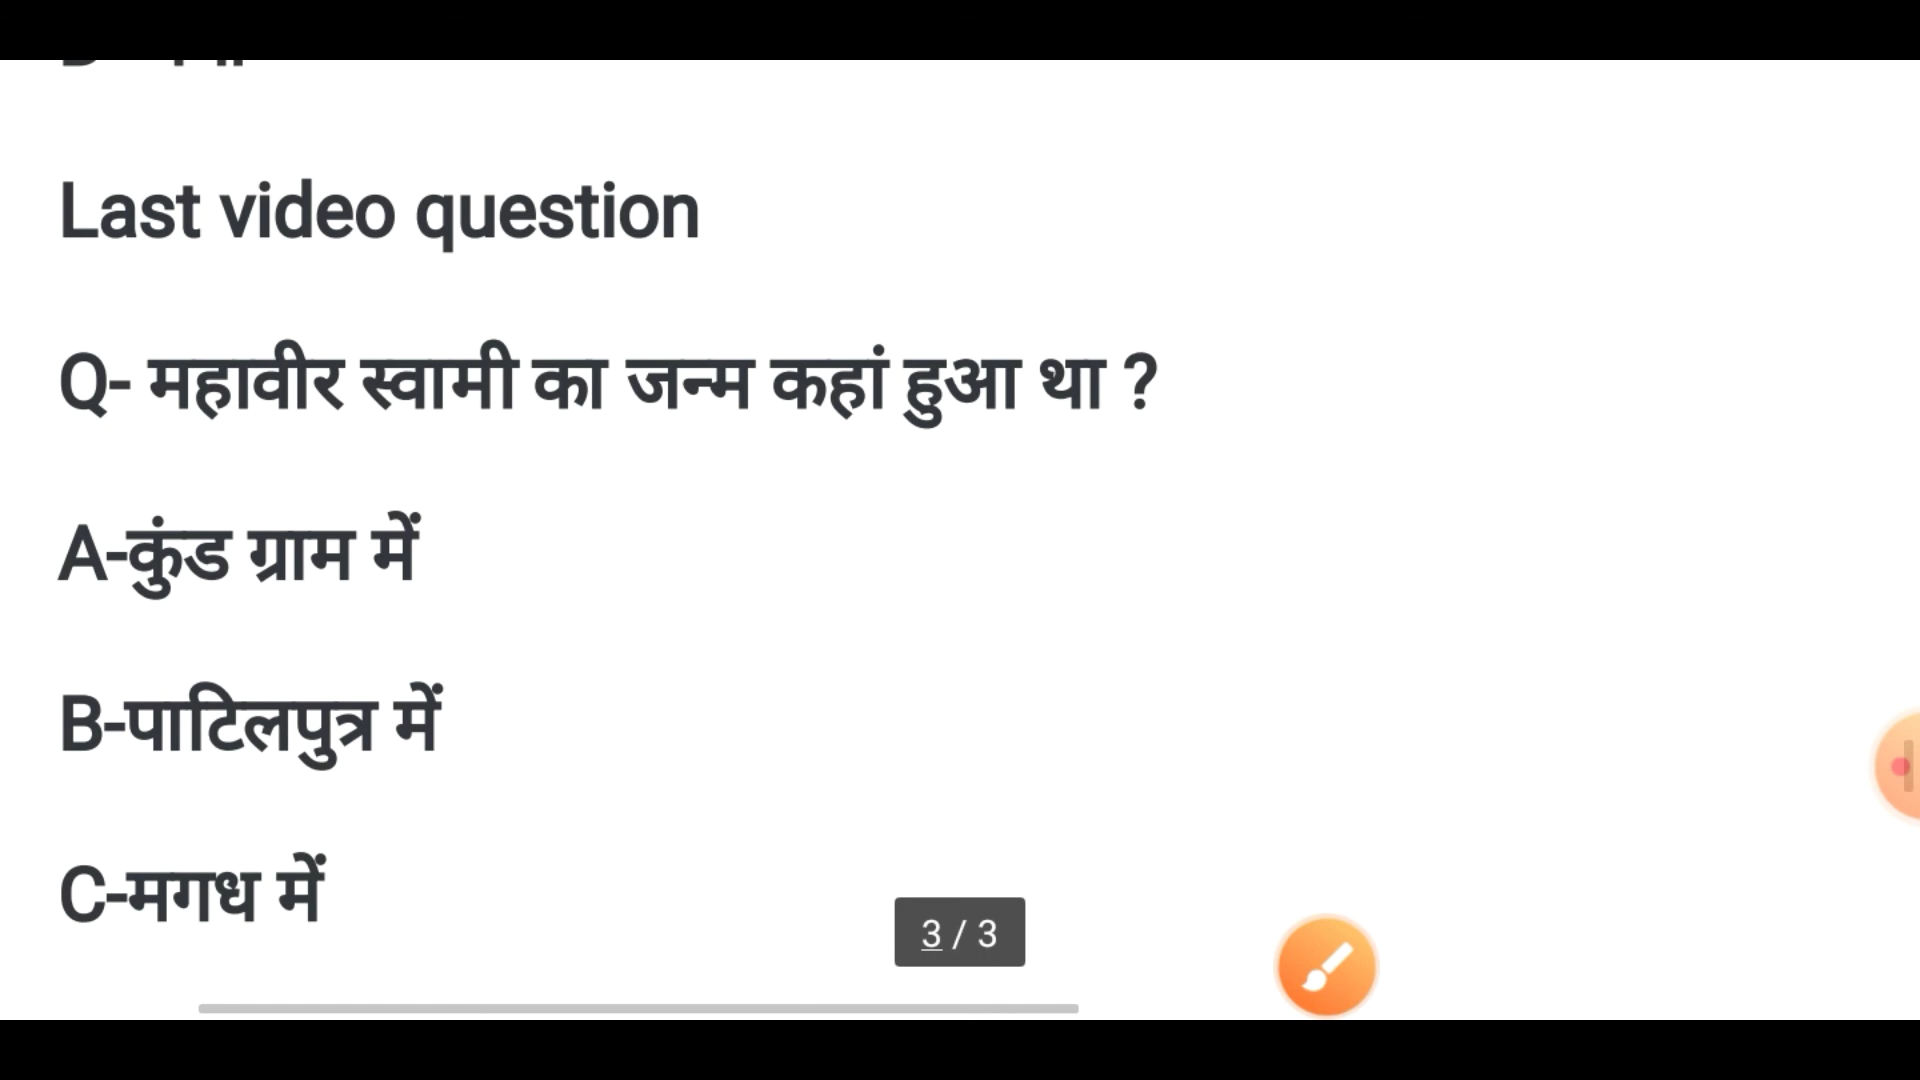 Last video question
Q- महावीर स्वामी का जन्म कहां हुआ था ?
A-कुंड ग्राम में
B-पाटिलपुत्र में
C-मगध में
3 / 3